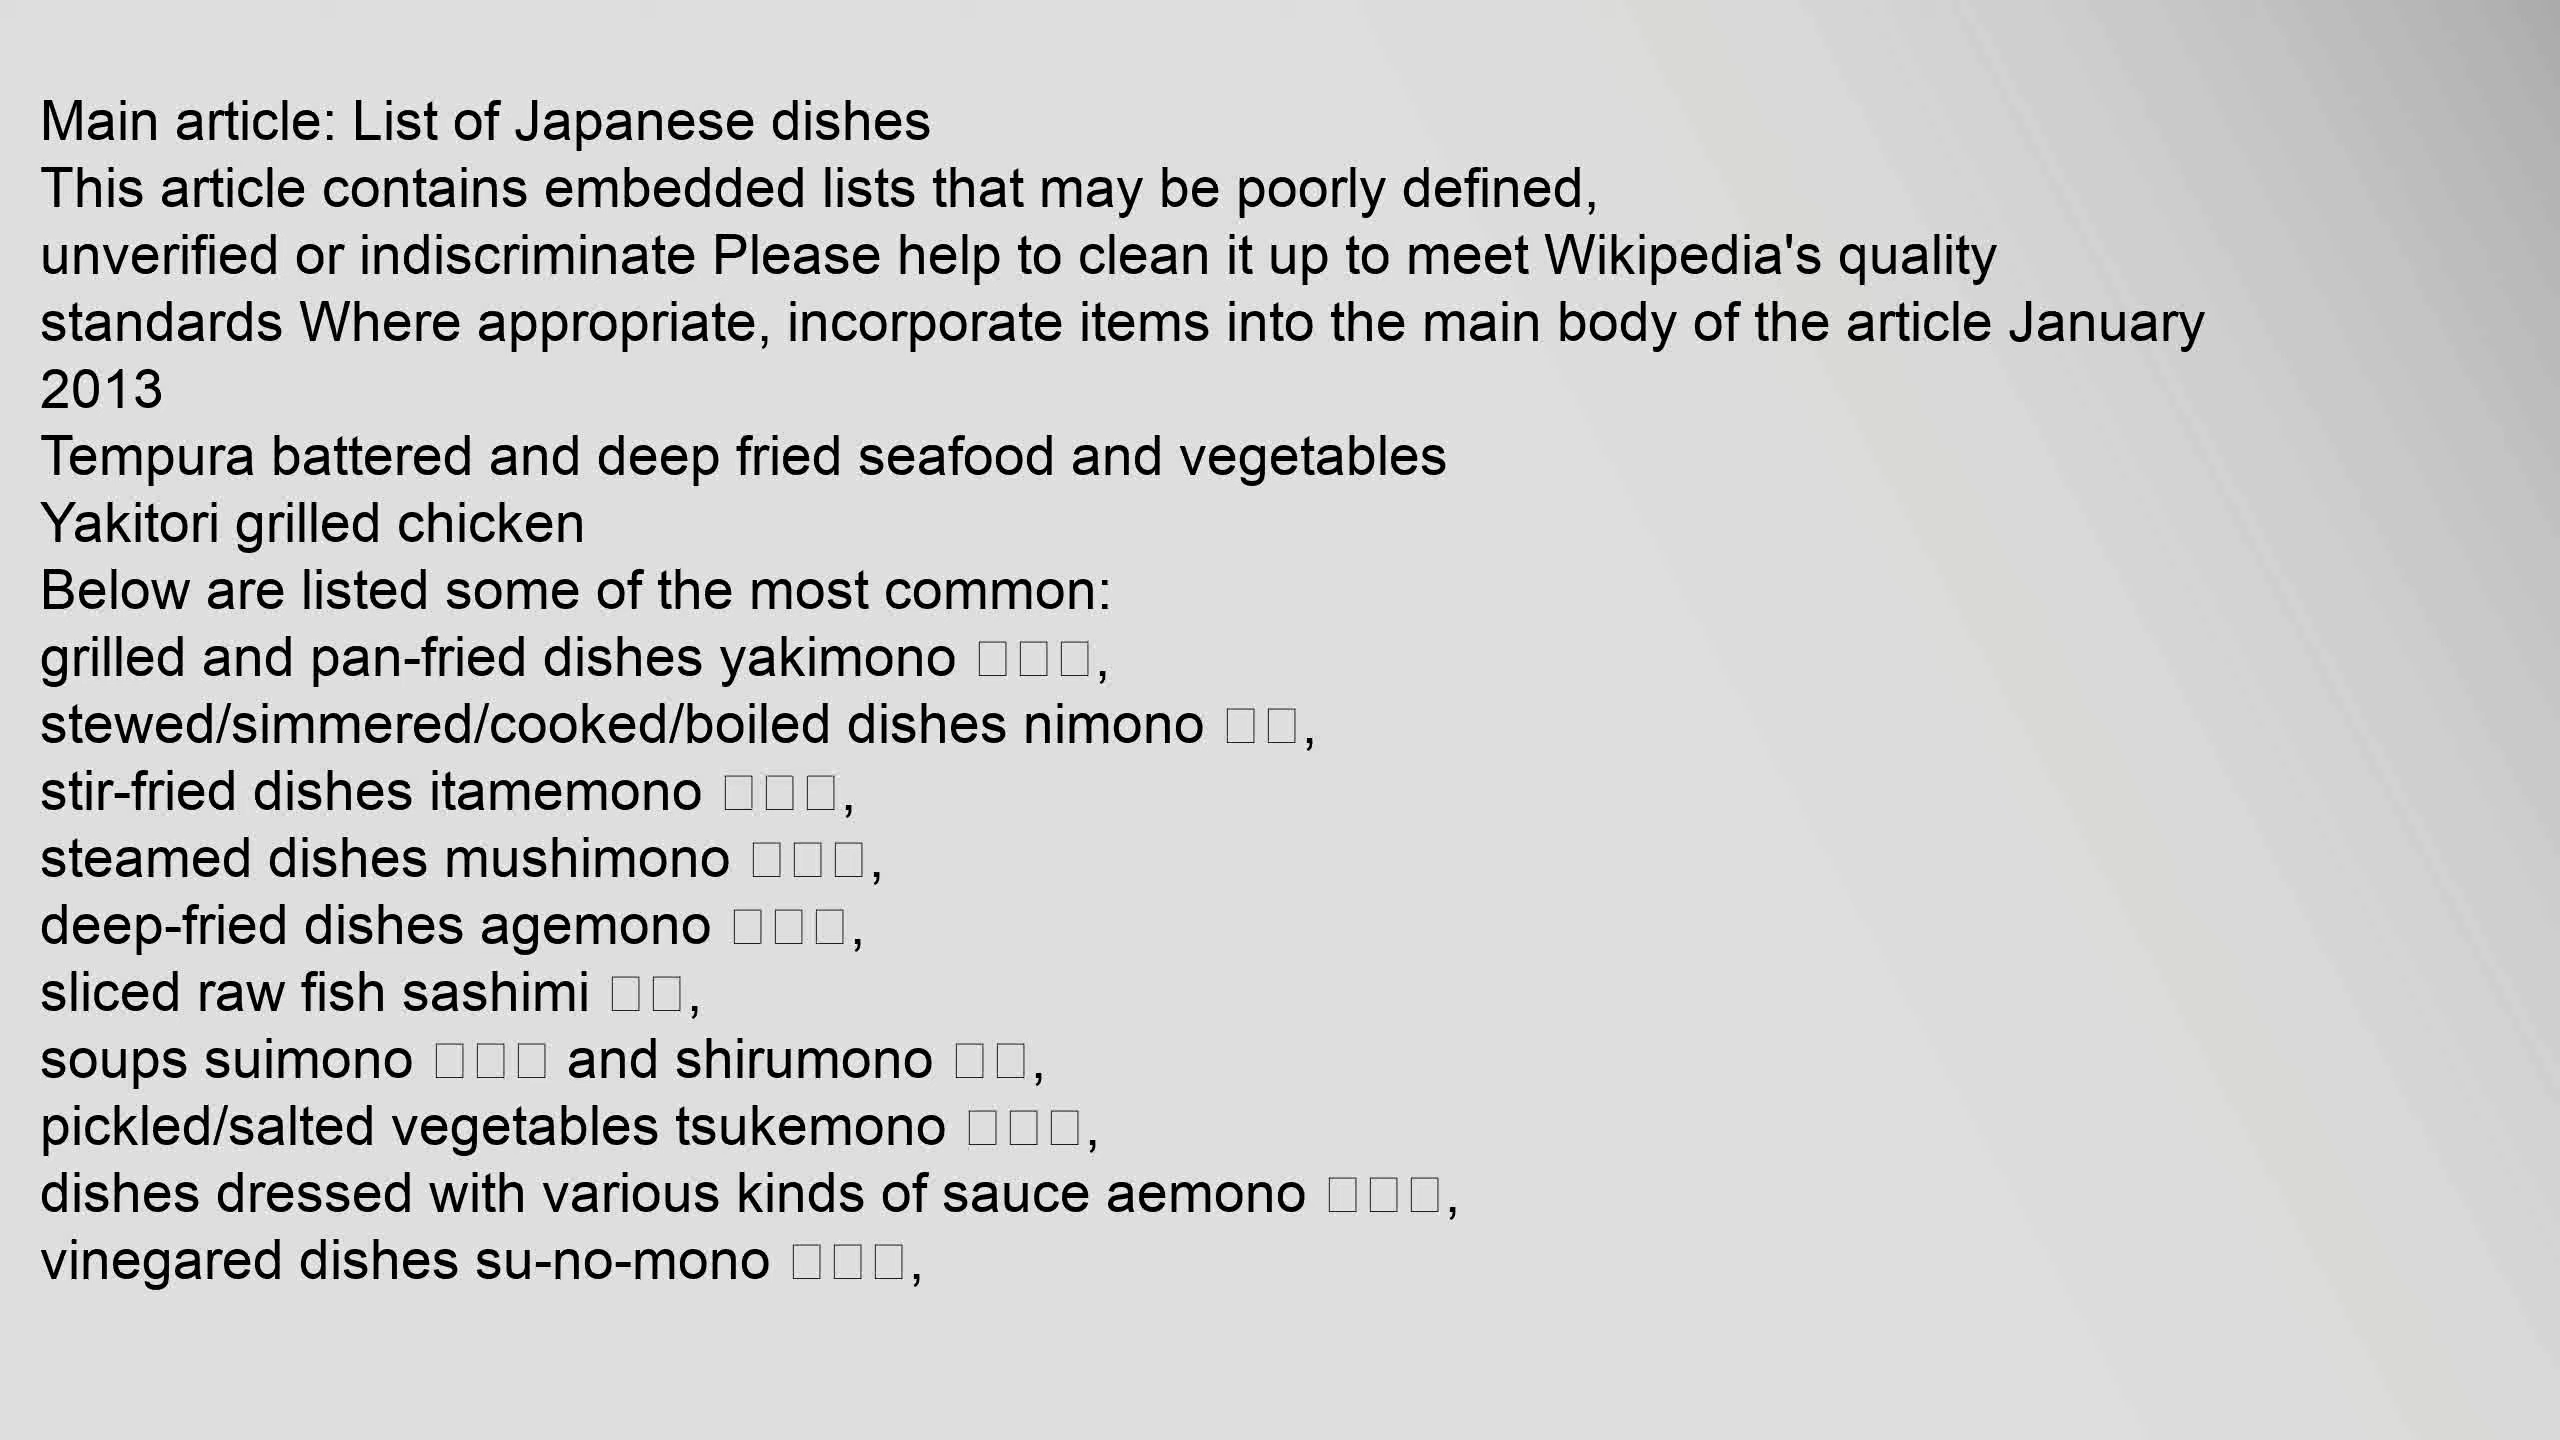 Main article: List of Japanese dishes
This article contains embedded lists that may be poorly defined,
unverified or indiscriminate Please help to clean it up to meet Wikipedia's quality
standards Where appropriate, incorporate items into the main body of the article January
2013
Tempura battered and deep fried seafood and vegetables
Yakitori grilled chicken
Below are listed some of the most common:
grilled and pan-fried dishes yakimono □□□,
stewed/simmered/cooked/boiled dishes nimono □□,
stir-fried dishes itamemono □□□,
steamed dishes mushimono □□□,
deep-fried dishes agemono □□□,
sliced raw fish sashimi □□,
soups suimono □□□ and shirumono □□,
pickled/salted vegetables tsukemono □□□,
dishes dressed with various kinds of sauce aemono □□□,
vinegared dishes su-no-mono □□□,